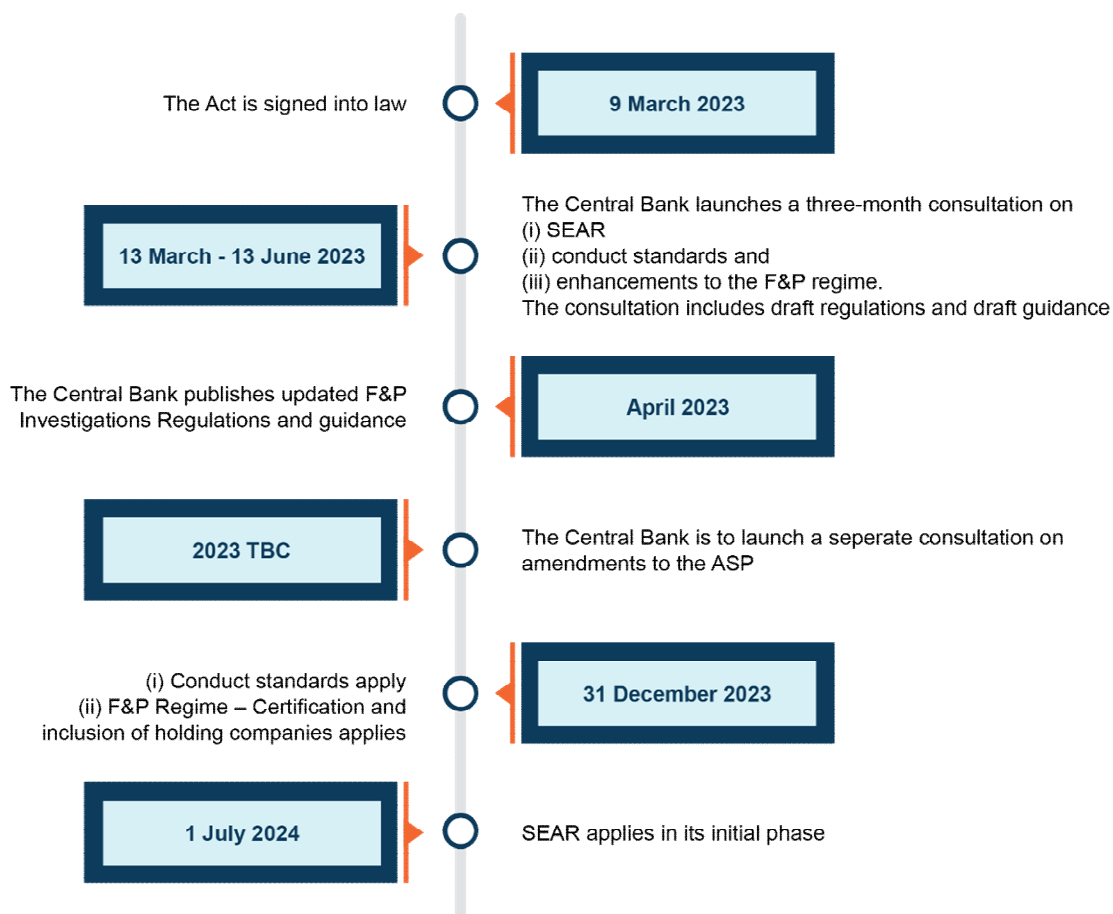 The Act is signed into law
9 March 2023
13 March - 13 June 2023
The Central Bank launches a three-month consultation on
(i) SEAR
(ii) conduct standards and
(iii) enhancements to the F&P regime.
The consultation includes draft regulations and draft guidance
The Central Bank publishes updated F&P
Investigations Regulations and guidance
April 2023
2023 TBC
The Central Bank is to launch a seperate consultation on
amendments to the ASP
(i) Conduct standards apply
(ii) F&P Regime – Certification and
inclusion of holding companies applies
31 December 2023
1 July 2024
SEAR applies in its initial phase